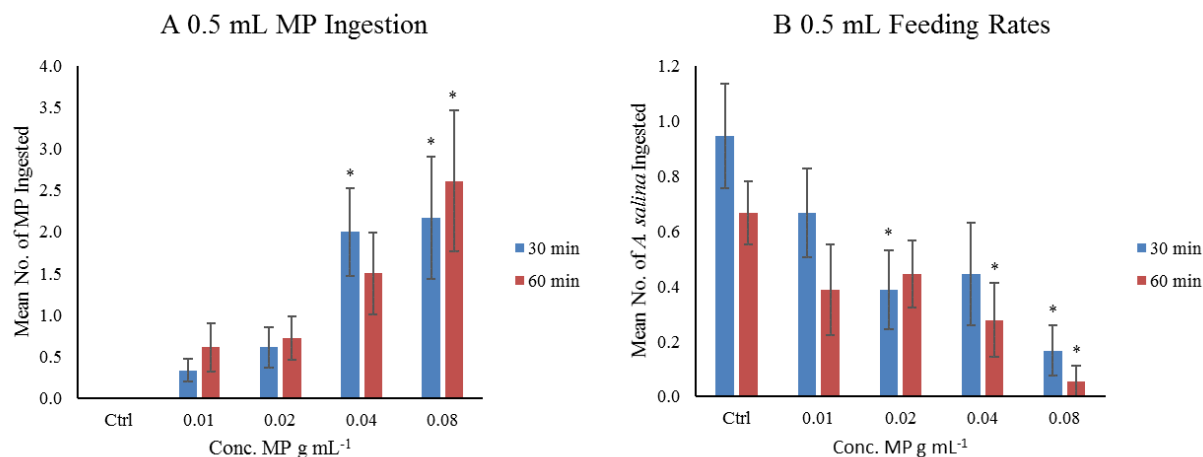 A 0.5 mL MP Ingestion
Mean No. of MP Ingested
4.0
3.5
3.0
2.5
2.0
1.5
1.0
0.5
0.0
* * *
Ctrl 0.01 0.02 0.04 0.08
Conc. MP g mL⁻¹
30 min
60 min
B 0.5 mL Feeding Rates
Mean No. of A. salina Ingested
1.2
1.0
0.8
0.6
0.4
0.2
0.0
* * * *
Ctrl 0.01 0.02 0.04 0.08
Conc. MP g mL⁻¹
30 min
60 min